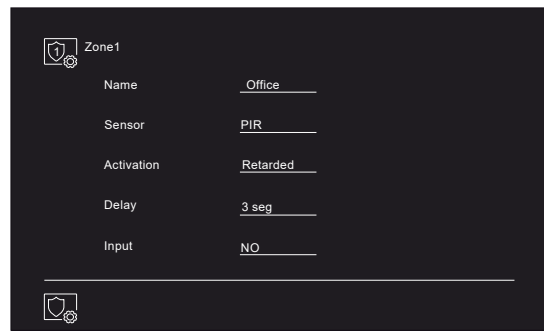 1 Zone1
Name Office
Sensor PIR
Activation Retarded
Delay 3 seg
Input NO